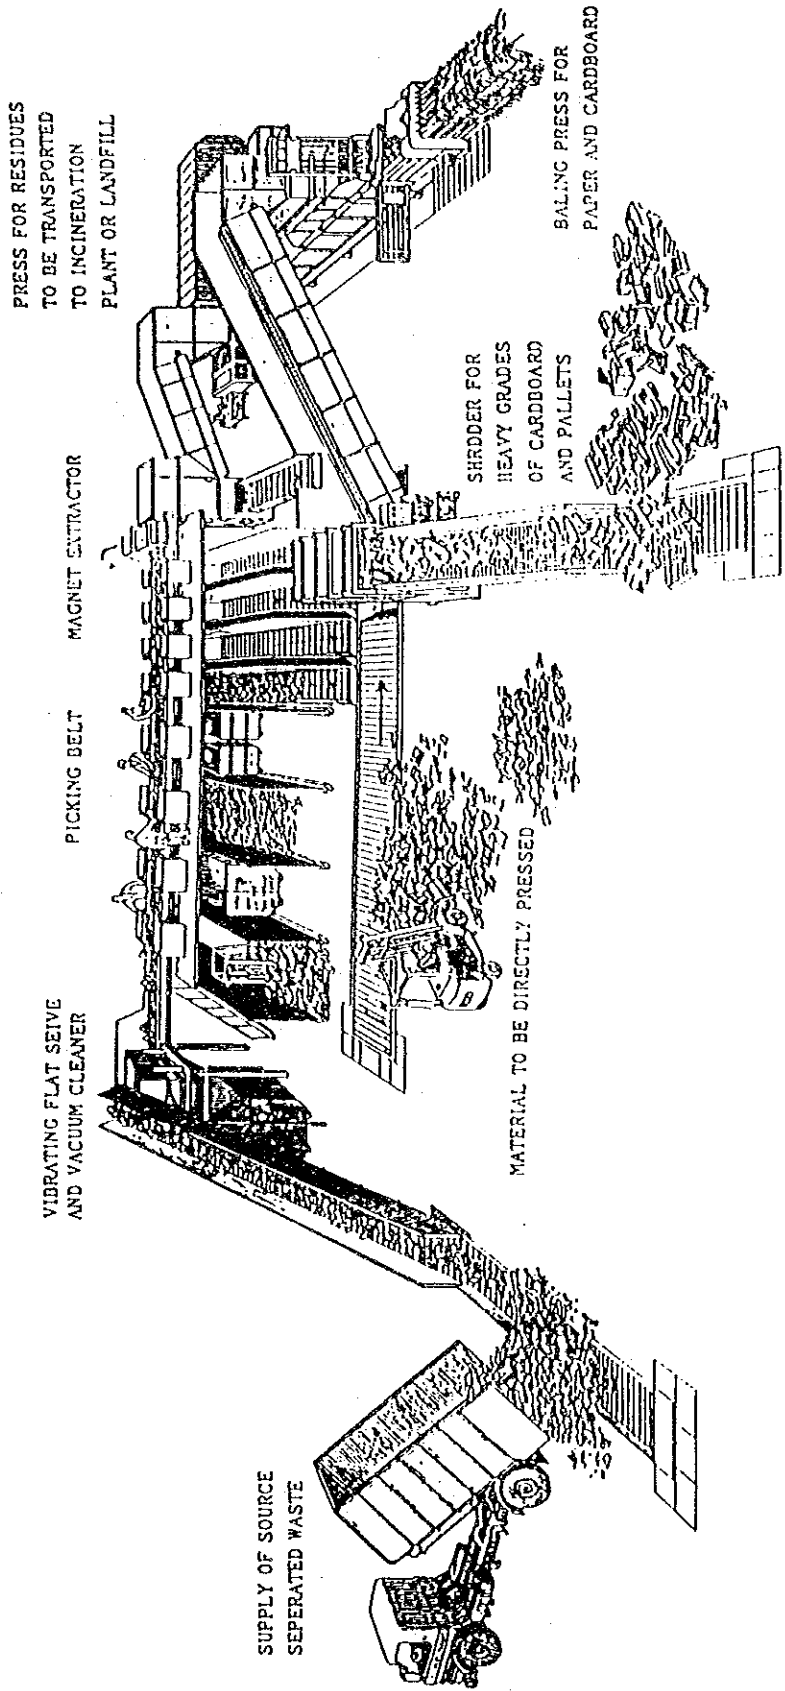 SUPPLY OF SOURCE
SEPERATED WASTE
VIBRATING FLAT SEIVE
AND VACUUM CLEANER
PICKING BELT
MAGNET EXTRACTOR
PRESS FOR RESIDUES
TO BE TRANSPORTED
TO INCINERATION
PLANT OR LANDFILL
MATERIAL TO BE DIRECTLY PRESSED
SHRDDER FOR
HEAVY GRADES
OF CARDBOARD
AND PALLETS
BALING PRESS FOR
PAPER AND CARDBOARD